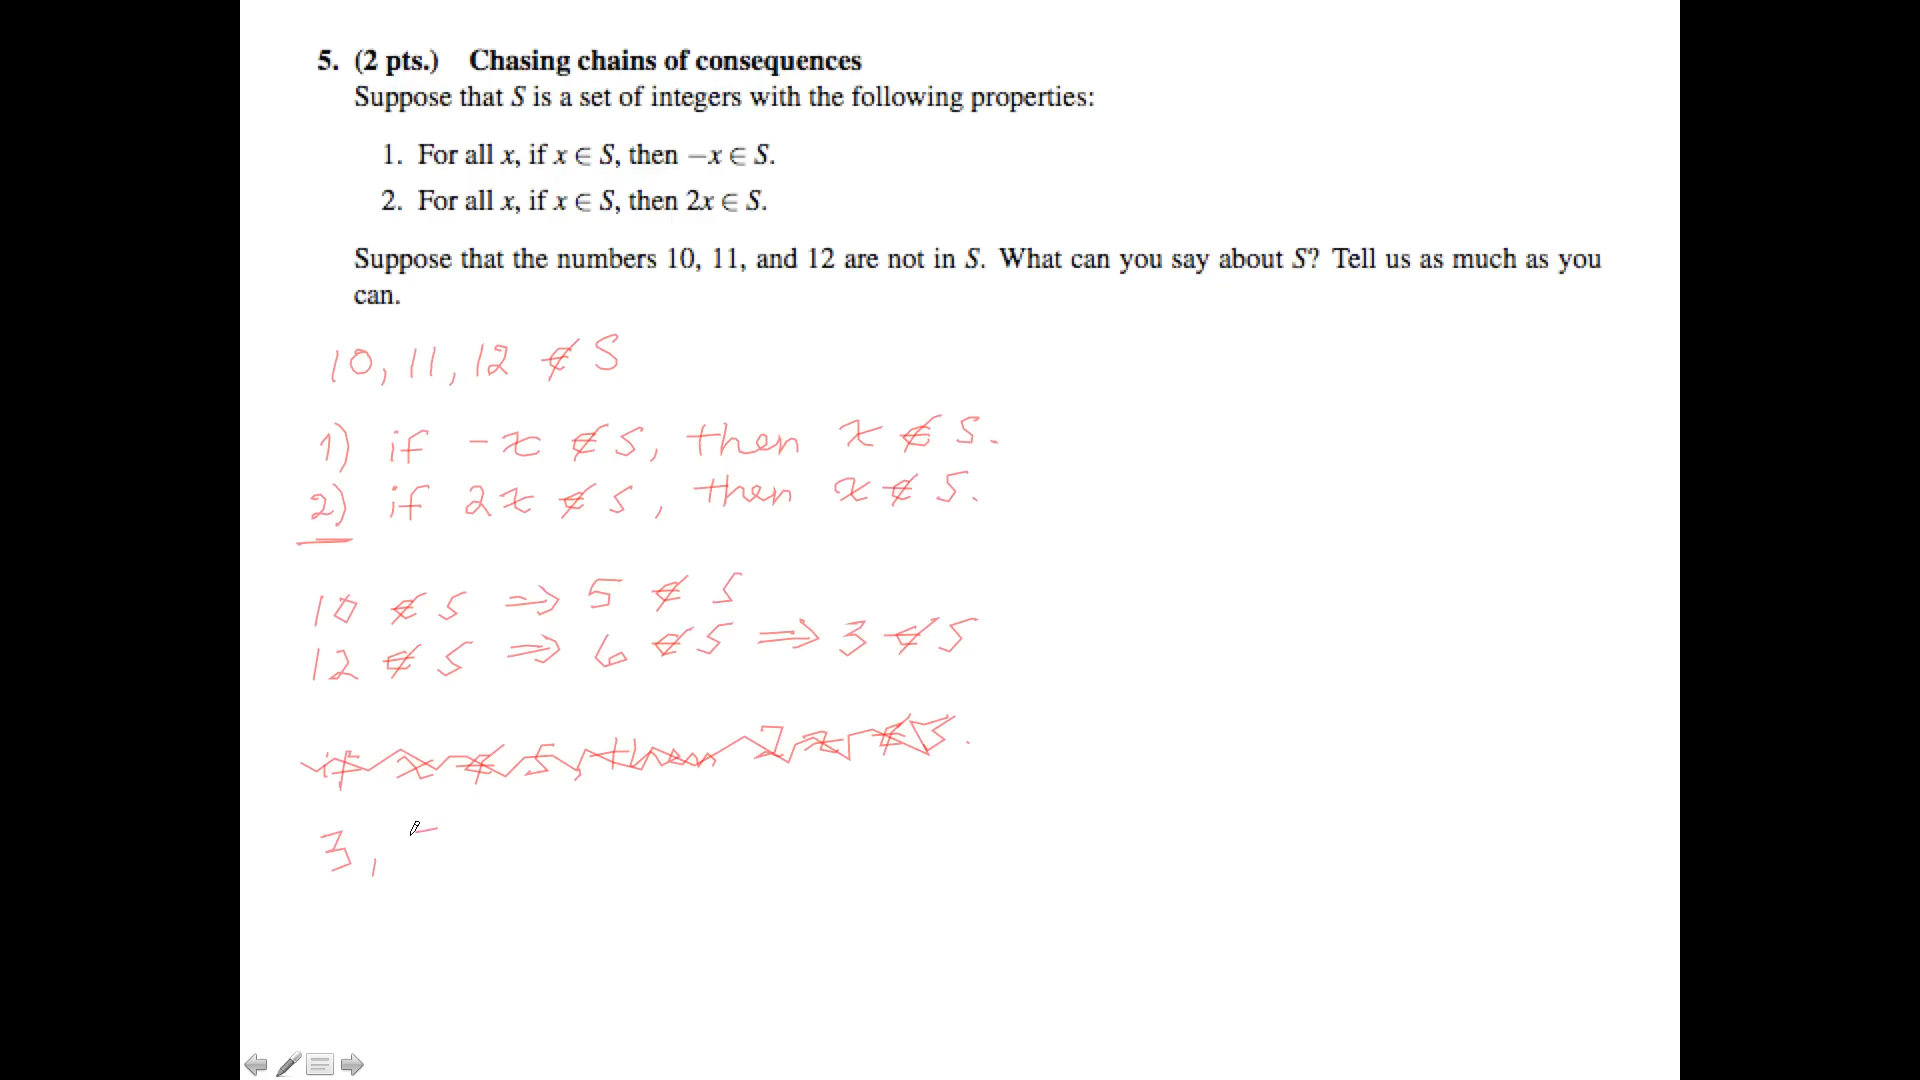 5. (2 pts.) Chasing chains of consequences
Suppose that S is a set of integers with the following properties:
1. For all x, if x ∈ S, then −x ∈ S.
2. For all x, if x ∈ S, then 2x ∈ S.
Suppose that the numbers 10, 11, and 12 are not in S. What can you say about S? Tell us as much as you
can.
10, 11, 12 ∉ S
1) if -x ∉ S, then x ∉ S.
2) if 2x ∉ S, then x ∉ S.
10 ∉ S ⇒ 5 ∉ S
12 ∉ S ⇒ 6 ∉ S ⇒ 3 ∉ S
if x ∉ S, then 2x ∉ S.
3,